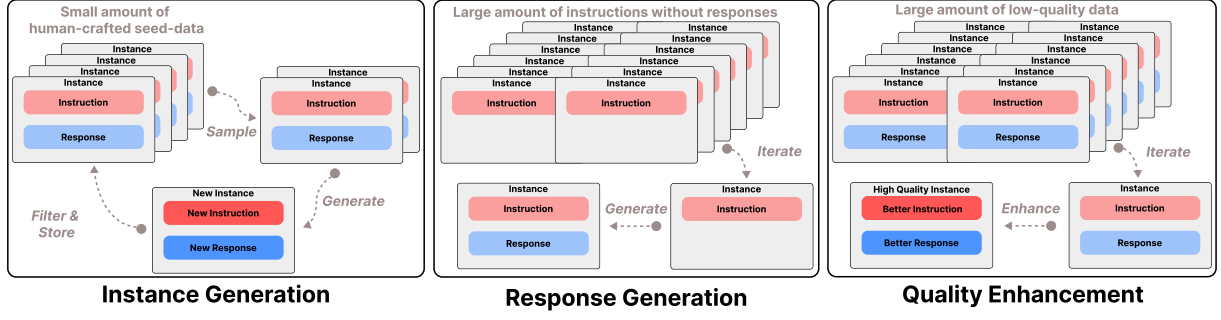 Small amount of
human-crafted seed-data
Instance
Instance
Instance
Instance
Instruction
Response
Sample
Instance
Instance
Instruction
Response
Generate
New Instance
New Instruction
New Response
Filter &
Store
Instance Generation
Large amount of instructions without responses
Instance
Instance
Instance
Instance
Instance
Instance
Instance
Instance
Instance
Instance
Instruction
Instruction
Iterate
Instance
Instruction
Generate
Instance
Instruction
Response
Response Generation
Large amount of low-quality data
Instance
Instance
Instance
Instance
Instance
Instance
Instance
Instance
Instance
Instance
Instruction
Instruction
Response
Response
Iterate
Instance
Instruction
Response
Enhance
High Quality Instance
Better Instruction
Better Response
Quality Enhancement